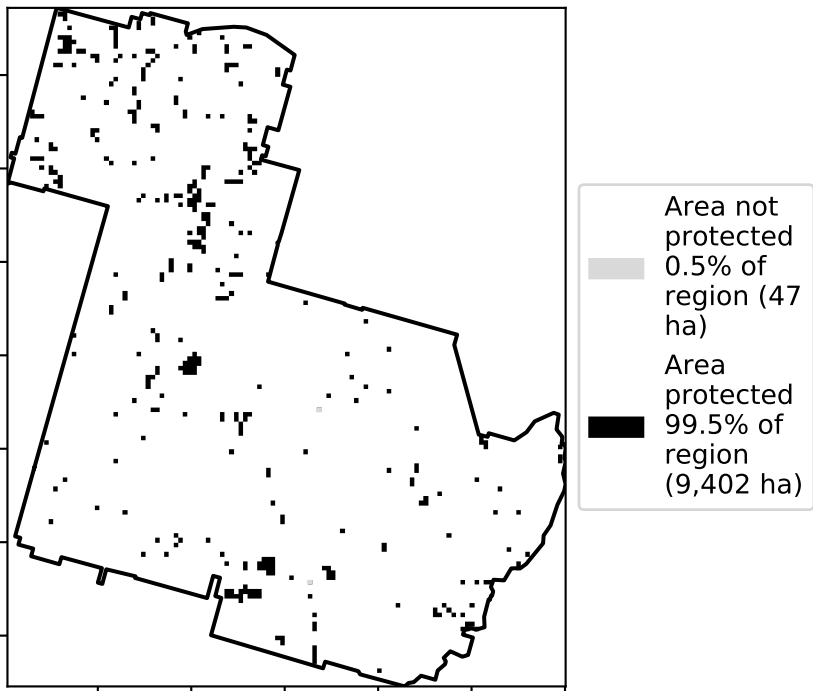 Area not
protected
0.5% of
region (47
ha)
Area
protected
99.5% of
region
(9,402 ha)